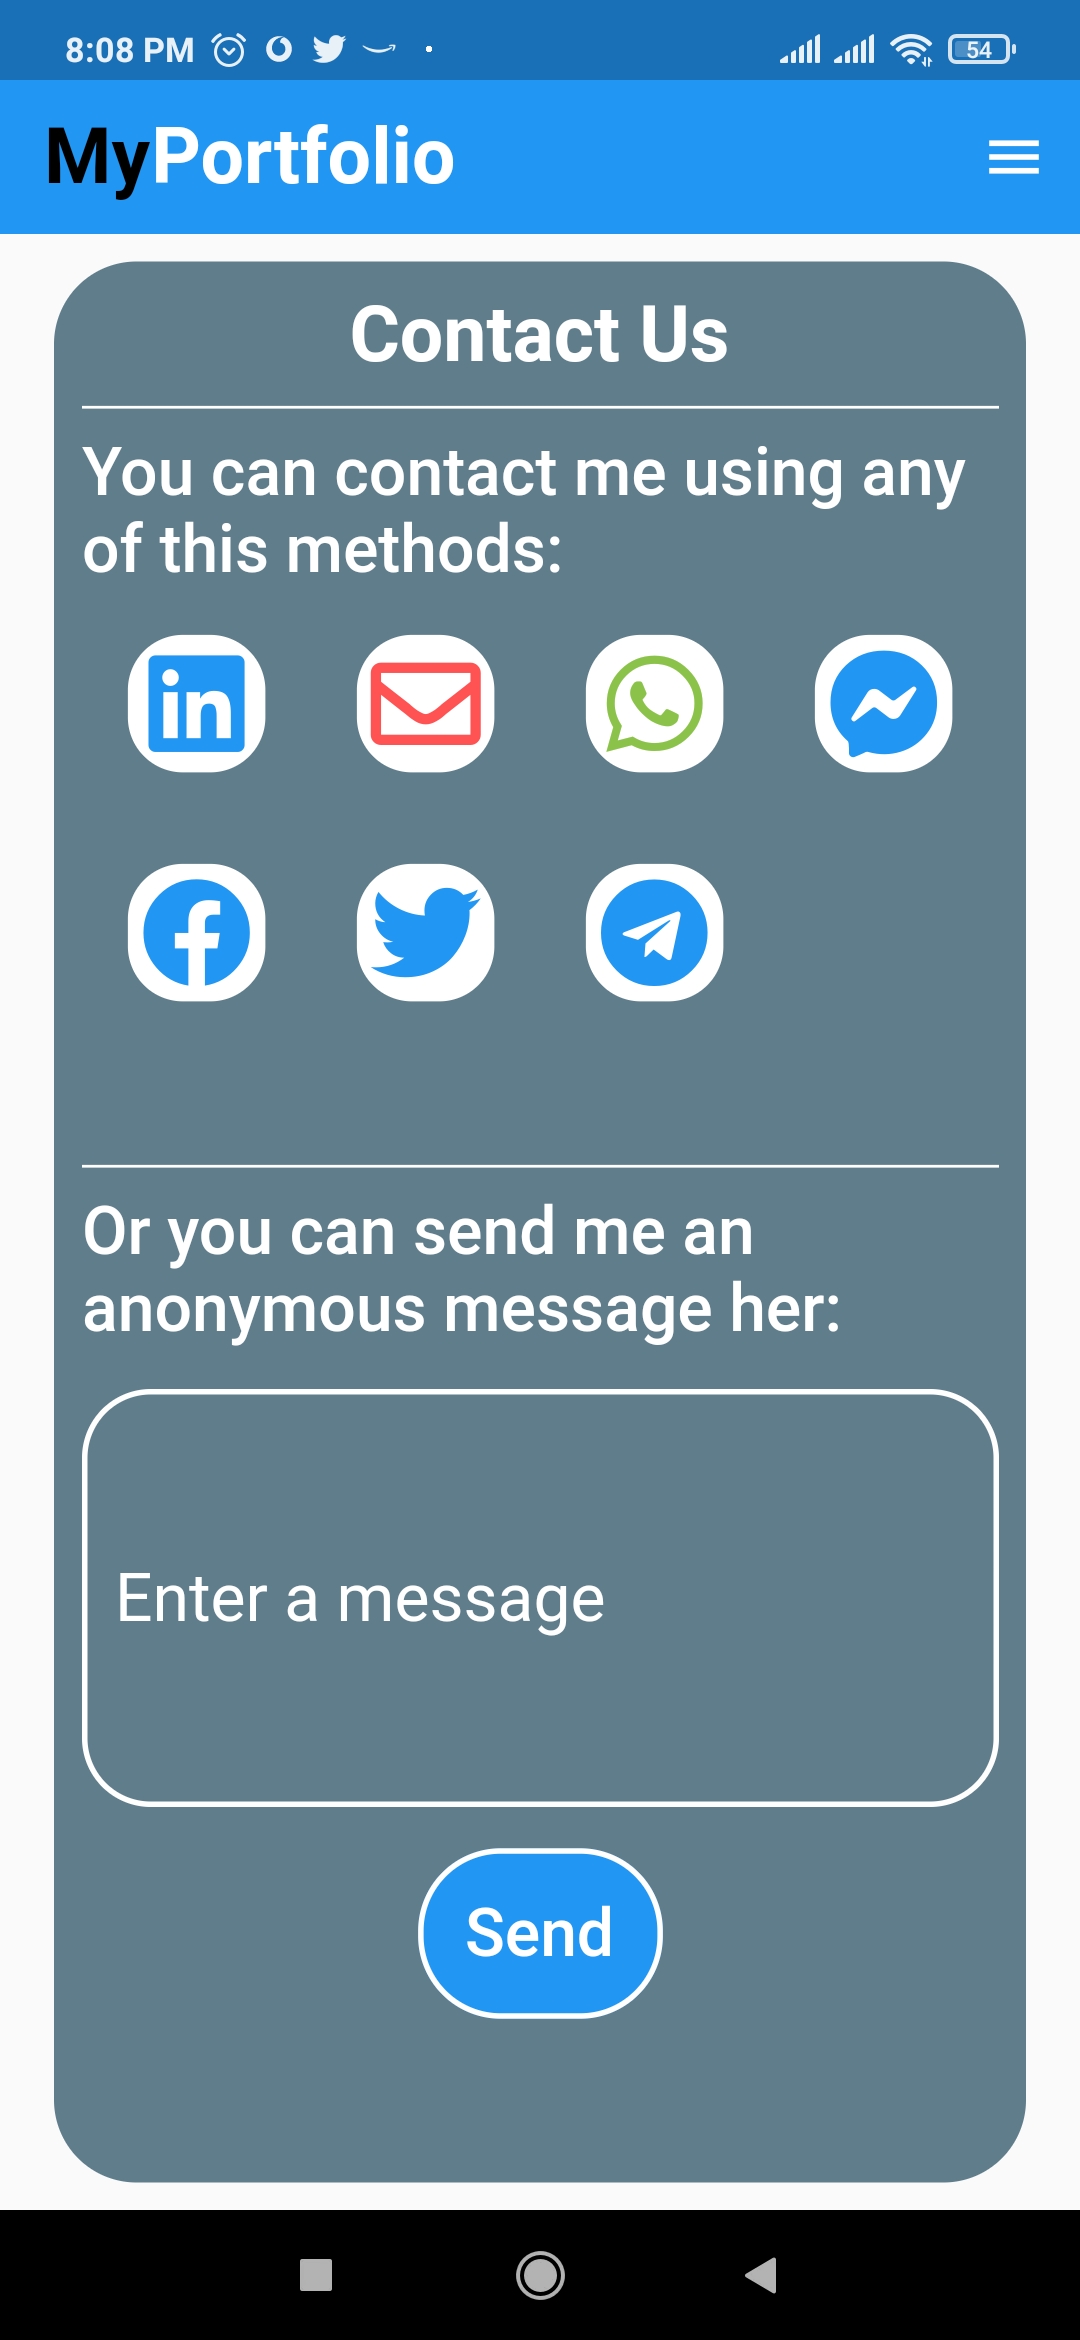 8:08 PM
54
MyPortfolio
Contact Us
You can contact me using any
of this methods:
in
Or you can send me an
anonymous message her:
Enter a message
Send